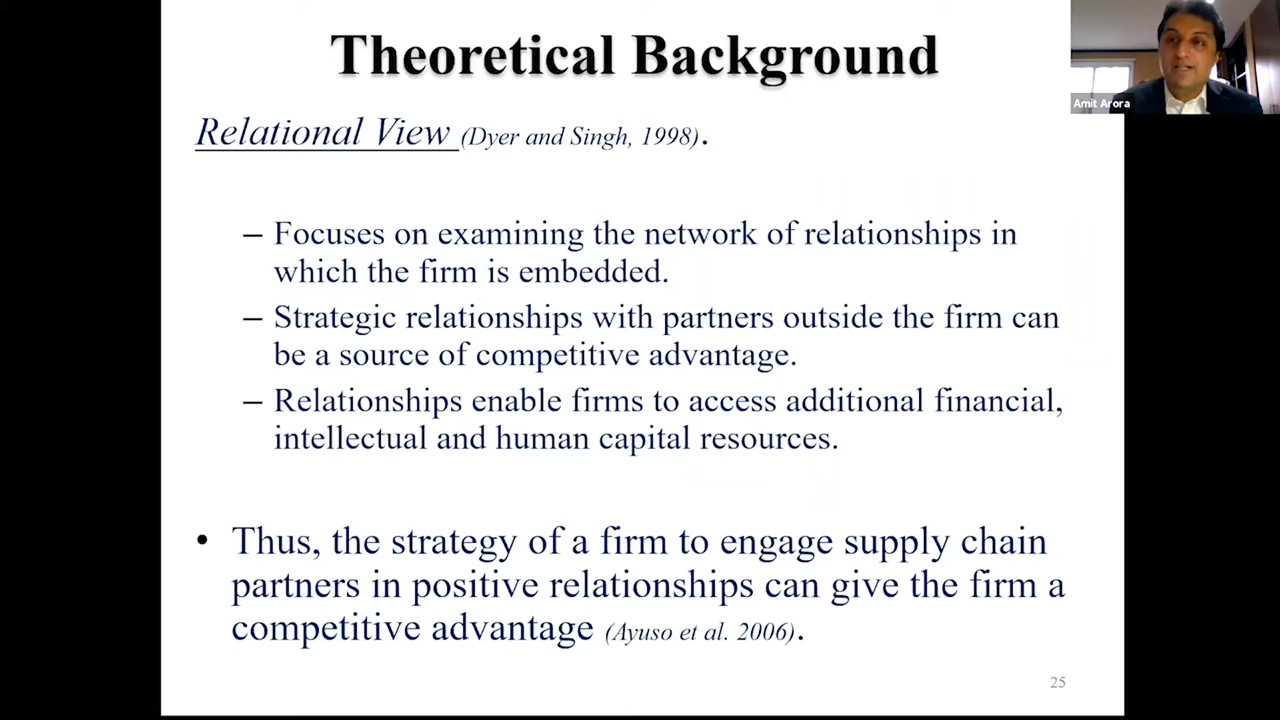 Theoretical Background
Amit Arora
Relational View (Dyer and Singh, 1998).
– Focuses on examining the network of relationships in
which the firm is embedded.
– Strategic relationships with partners outside the firm can
be a source of competitive advantage.
– Relationships enable firms to access additional financial,
intellectual and human capital resources.
• Thus, the strategy of a firm to engage supply chain
partners in positive relationships can give the firm a
competitive advantage (Ayuso et al. 2006).
25